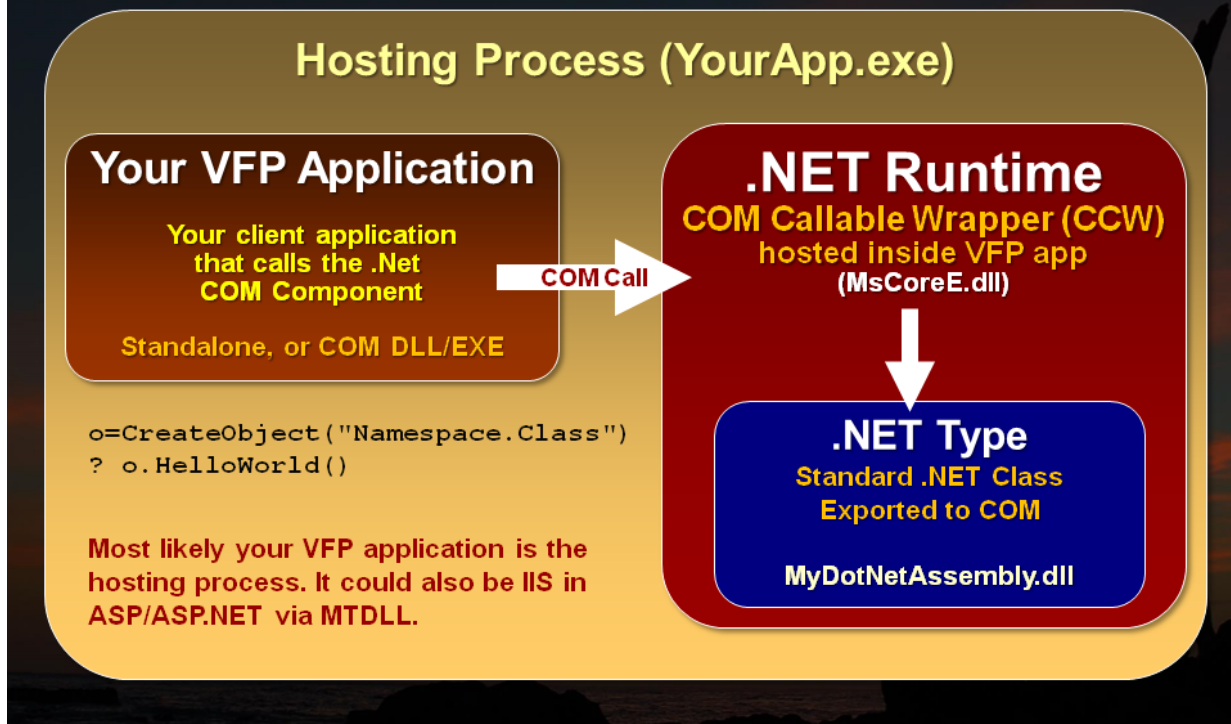 Hosting Process (YourApp.exe)
Your VFP Application
Your client application
that calls the .Net
COM Component
Standalone, or COM DLL/EXE
COM Call
.NET Runtime
COM Callable Wrapper (CCW)
hosted inside VFP app
(MsCoreE.dll)
.NET Type
Standard .NET Class
Exported to COM
MyDotNetAssembly.dll
o=CreateObject("Namespace.Class")
? o.HelloWorld()
Most likely your VFP application is the
hosting process. It could also be IIS in
ASP/ASP.NET via MTDLL.